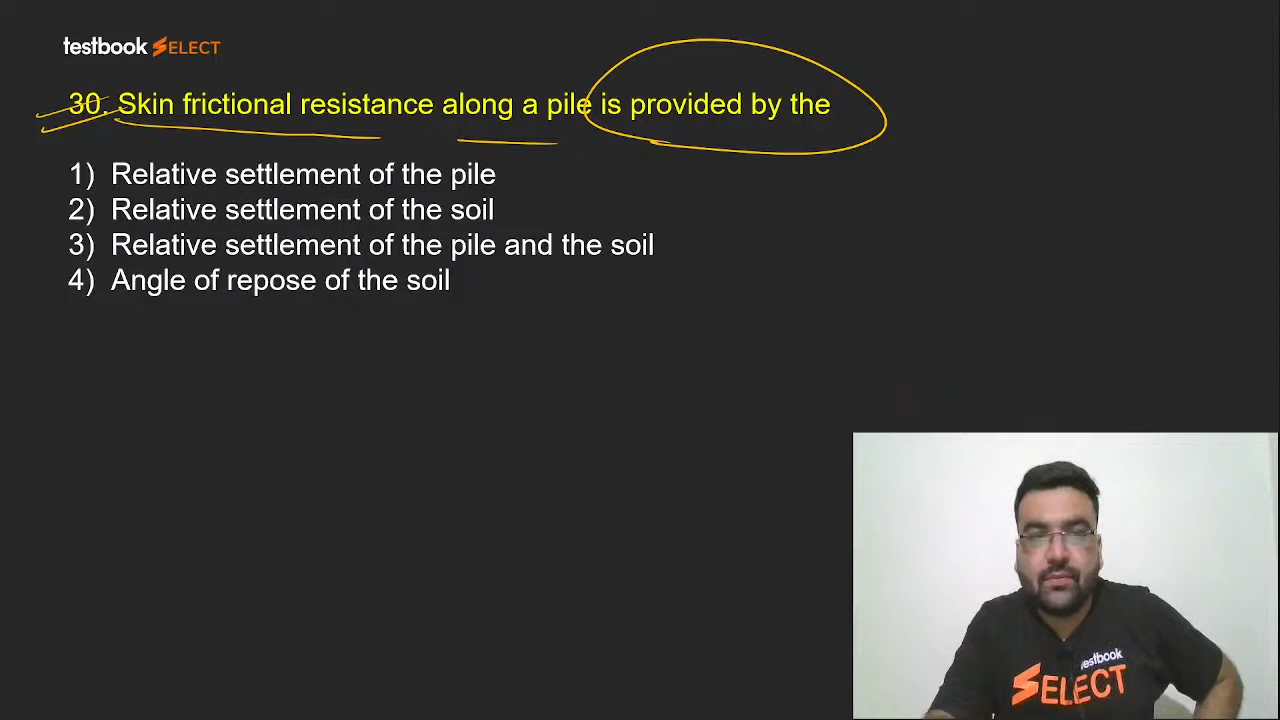 testbook SELECT
30. Skin frictional resistance along a pile is provided by the
1) Relative settlement of the pile
2) Relative settlement of the soil
3) Relative settlement of the pile and the soil
4) Angle of repose of the soil
testbook
SELECT